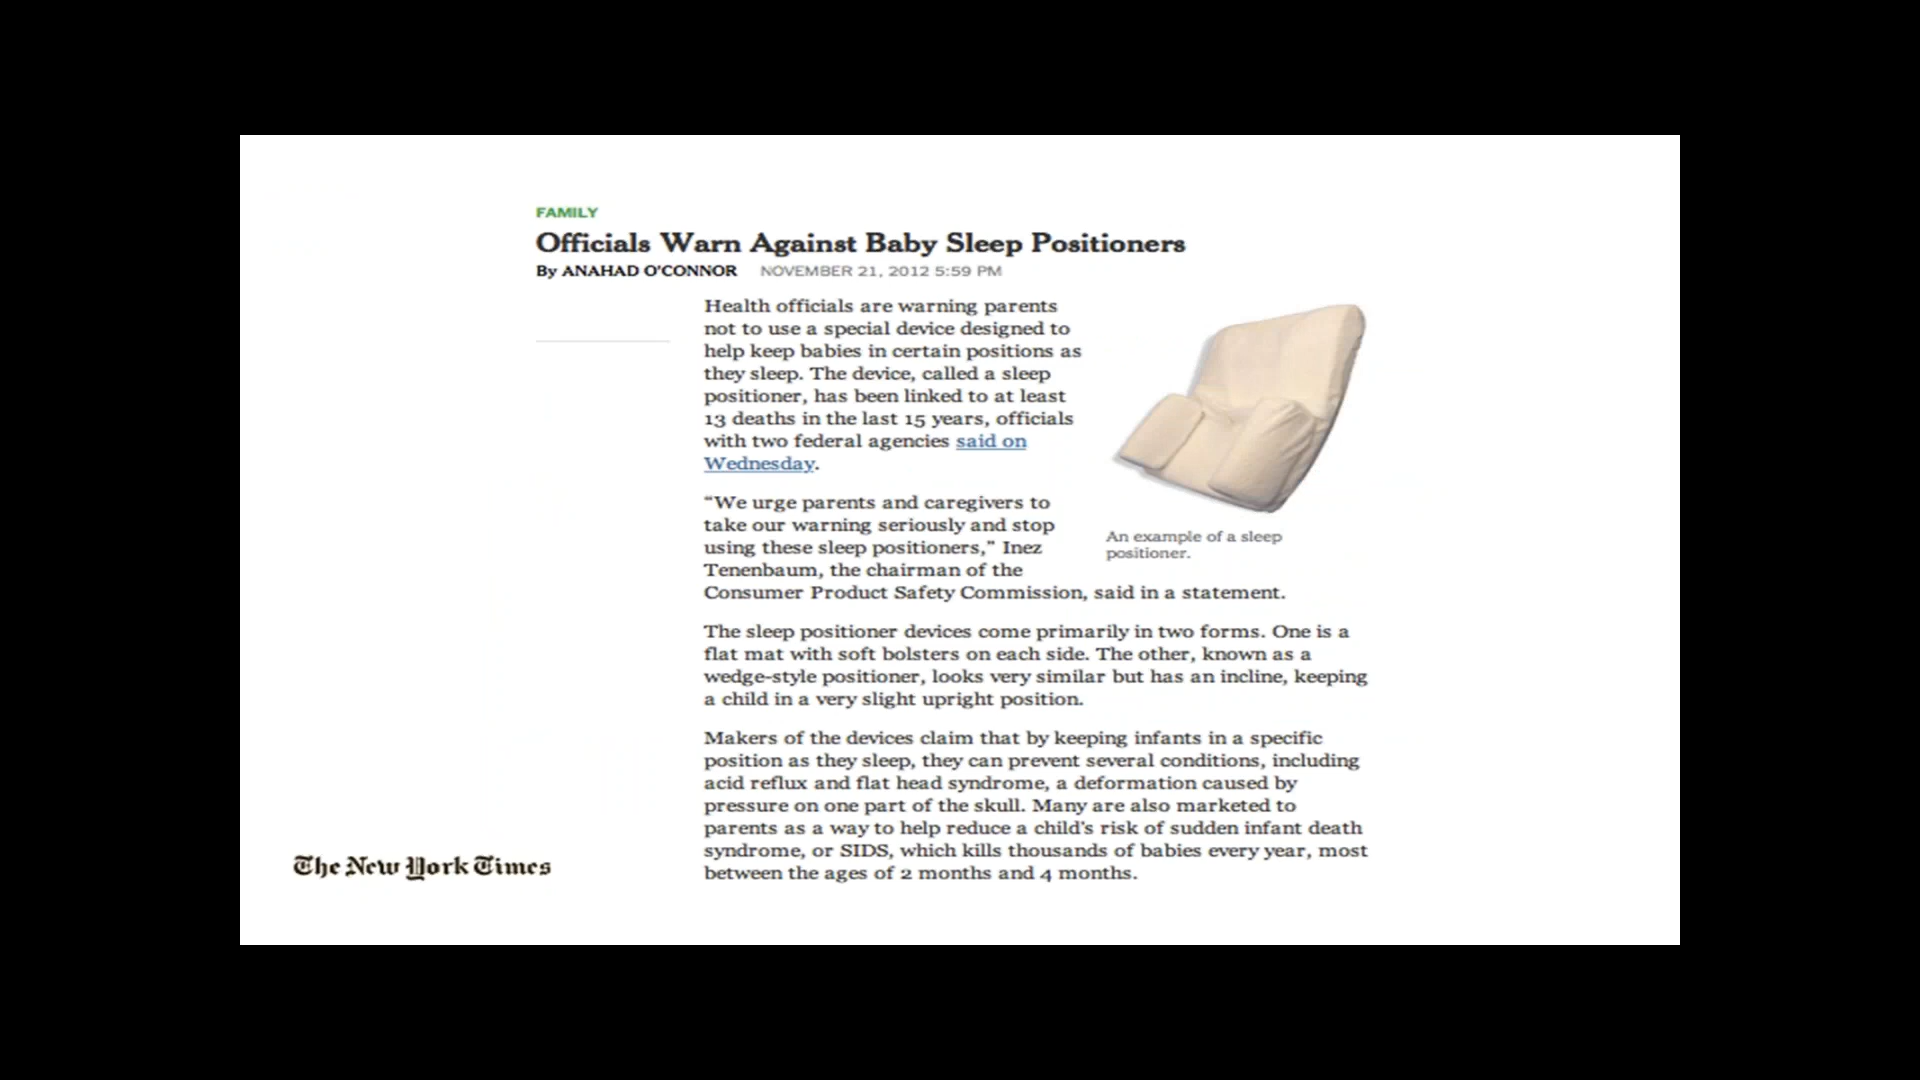 FAMILY
Officials Warn Against Baby Sleep Positioners
By ANAHAD O'CONNOR NOVEMBER 21, 2012 5:59 PM
Health officials are warning parents
not to use a special device designed to
help keep babies in certain positions as
they sleep. The device, called a sleep
positioner, has been linked to at least
13 deaths in the last 15 years, officials
with two federal agencies said on
Wednesday.
“We urge parents and caregivers to
take our warning seriously and stop
using these sleep positioners,” Inez
Tenenbaum, the chairman of the
Consumer Product Safety Commission, said in a statement.
An example of a sleep
positioner.
The sleep positioner devices come primarily in two forms. One is a
flat mat with soft bolsters on each side. The other, known as a
wedge-style positioner, looks very similar but has an incline, keeping
a child in a very slight upright position.
Makers of the devices claim that by keeping infants in a specific
position as they sleep, they can prevent several conditions, including
acid reflux and flat head syndrome, a deformation caused by
pressure on one part of the skull. Many are also marketed to
parents as a way to help reduce a child's risk of sudden infant death
syndrome, or SIDS, which kills thousands of babies every year, most
between the ages of 2 months and 4 months.
The New York Times